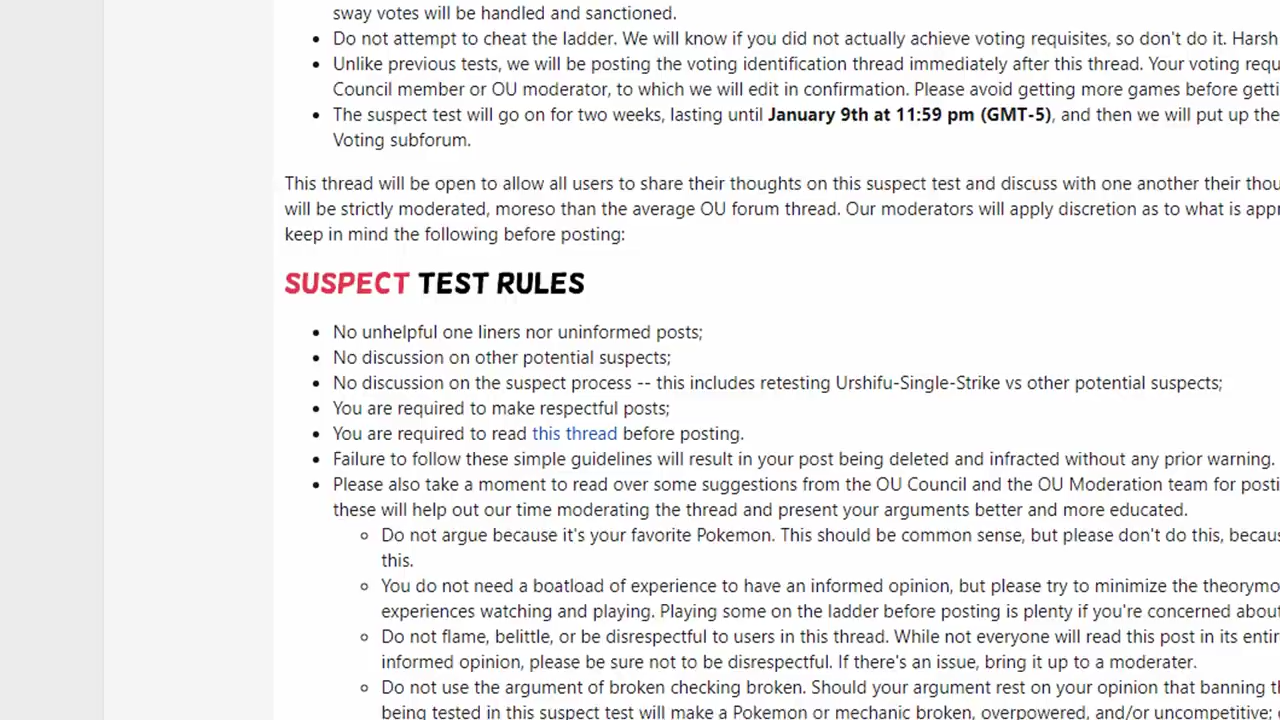 sway votes will be handled and sanctioned.
Do not attempt to cheat the ladder. We will know if you did not actually achieve voting requisites, so don't do it. Harsh
Unlike previous tests, we will be posting the voting identification thread immediately after this thread. Your voting requ
Council member or OU moderator, to which we will edit in confirmation. Please avoid getting more games before getti
The suspect test will go on for two weeks, lasting until January 9th at 11:59 pm (GMT-5), and then we will put up the
Voting subforum.
This thread will be open to allow all users to share their thoughts on this suspect test and discuss with one another their thou
will be strictly moderated, moreso than the average OU forum thread. Our moderators will apply discretion as to what is appr
keep in mind the following before posting:
SUSPECT TEST RULES
No unhelpful one liners nor uninformed posts;
No discussion on other potential suspects;
No discussion on the suspect process -- this includes retesting Urshifu-Single-Strike vs other potential suspects;
You are required to make respectful posts;
You are required to read this thread before posting.
Failure to follow these simple guidelines will result in your post being deleted and infracted without any prior warning.
Please also take a moment to read over some suggestions from the OU Council and the OU Moderation team for posti
these will help out our time moderating the thread and present your arguments better and more educated.
Do not argue because it's your favorite Pokemon. This should be common sense, but please don't do this, becaus
this.
You do not need a boatload of experience to have an informed opinion, but please try to minimize the theorymo
experiences watching and playing. Playing some on the ladder before posting is plenty if you're concerned about
Do not flame, belittle, or be disrespectful to users in this thread. While not everyone will read this post in its entir
informed opinion, please be sure not to be disrespectful. If there's an issue, bring it up to a moderater.
Do not use the argument of broken checking broken. Should your argument rest on your opinion that banning th
being tested in this suspect test will make a Pokemon or mechanic broken, overpowered, and/or uncompetitive;